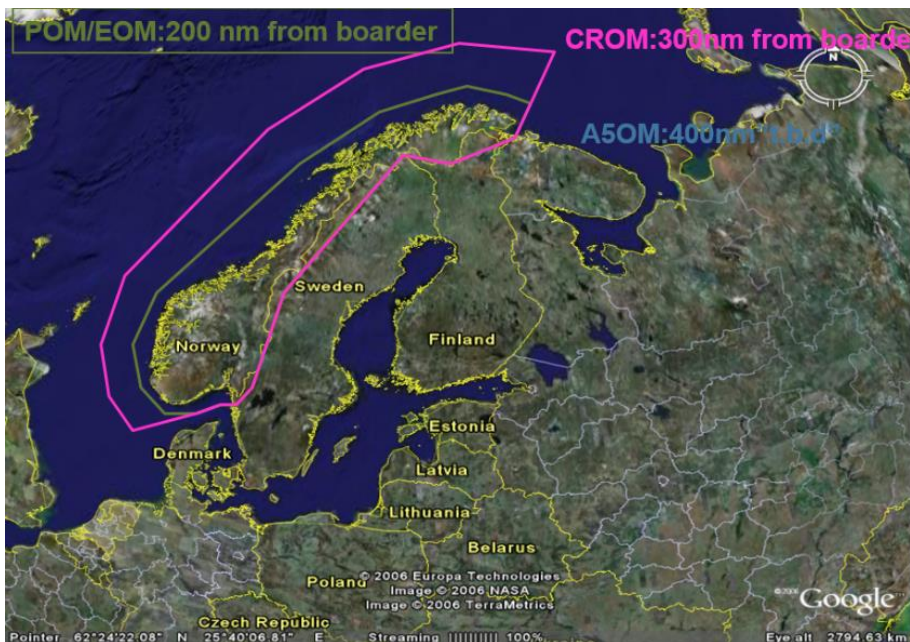 POM/EOM:200 nm from boarder
CROM:300nm from boarde
N
A5OM:400nm"t.b.d"
Sweden
Norway
Finland
Estonia
Denmark
Latvia
Lithuania
Belarus
Poland
© 2006 Europa Technologies
Image © 2006 NASA
Image © 2006 TerraMetrics
©2006 Google
Czech Republic
Pointer 62°24'22.08" N 25°40'06.81" E Streaming |||||||||| 100% Eye alt 2794.63 km